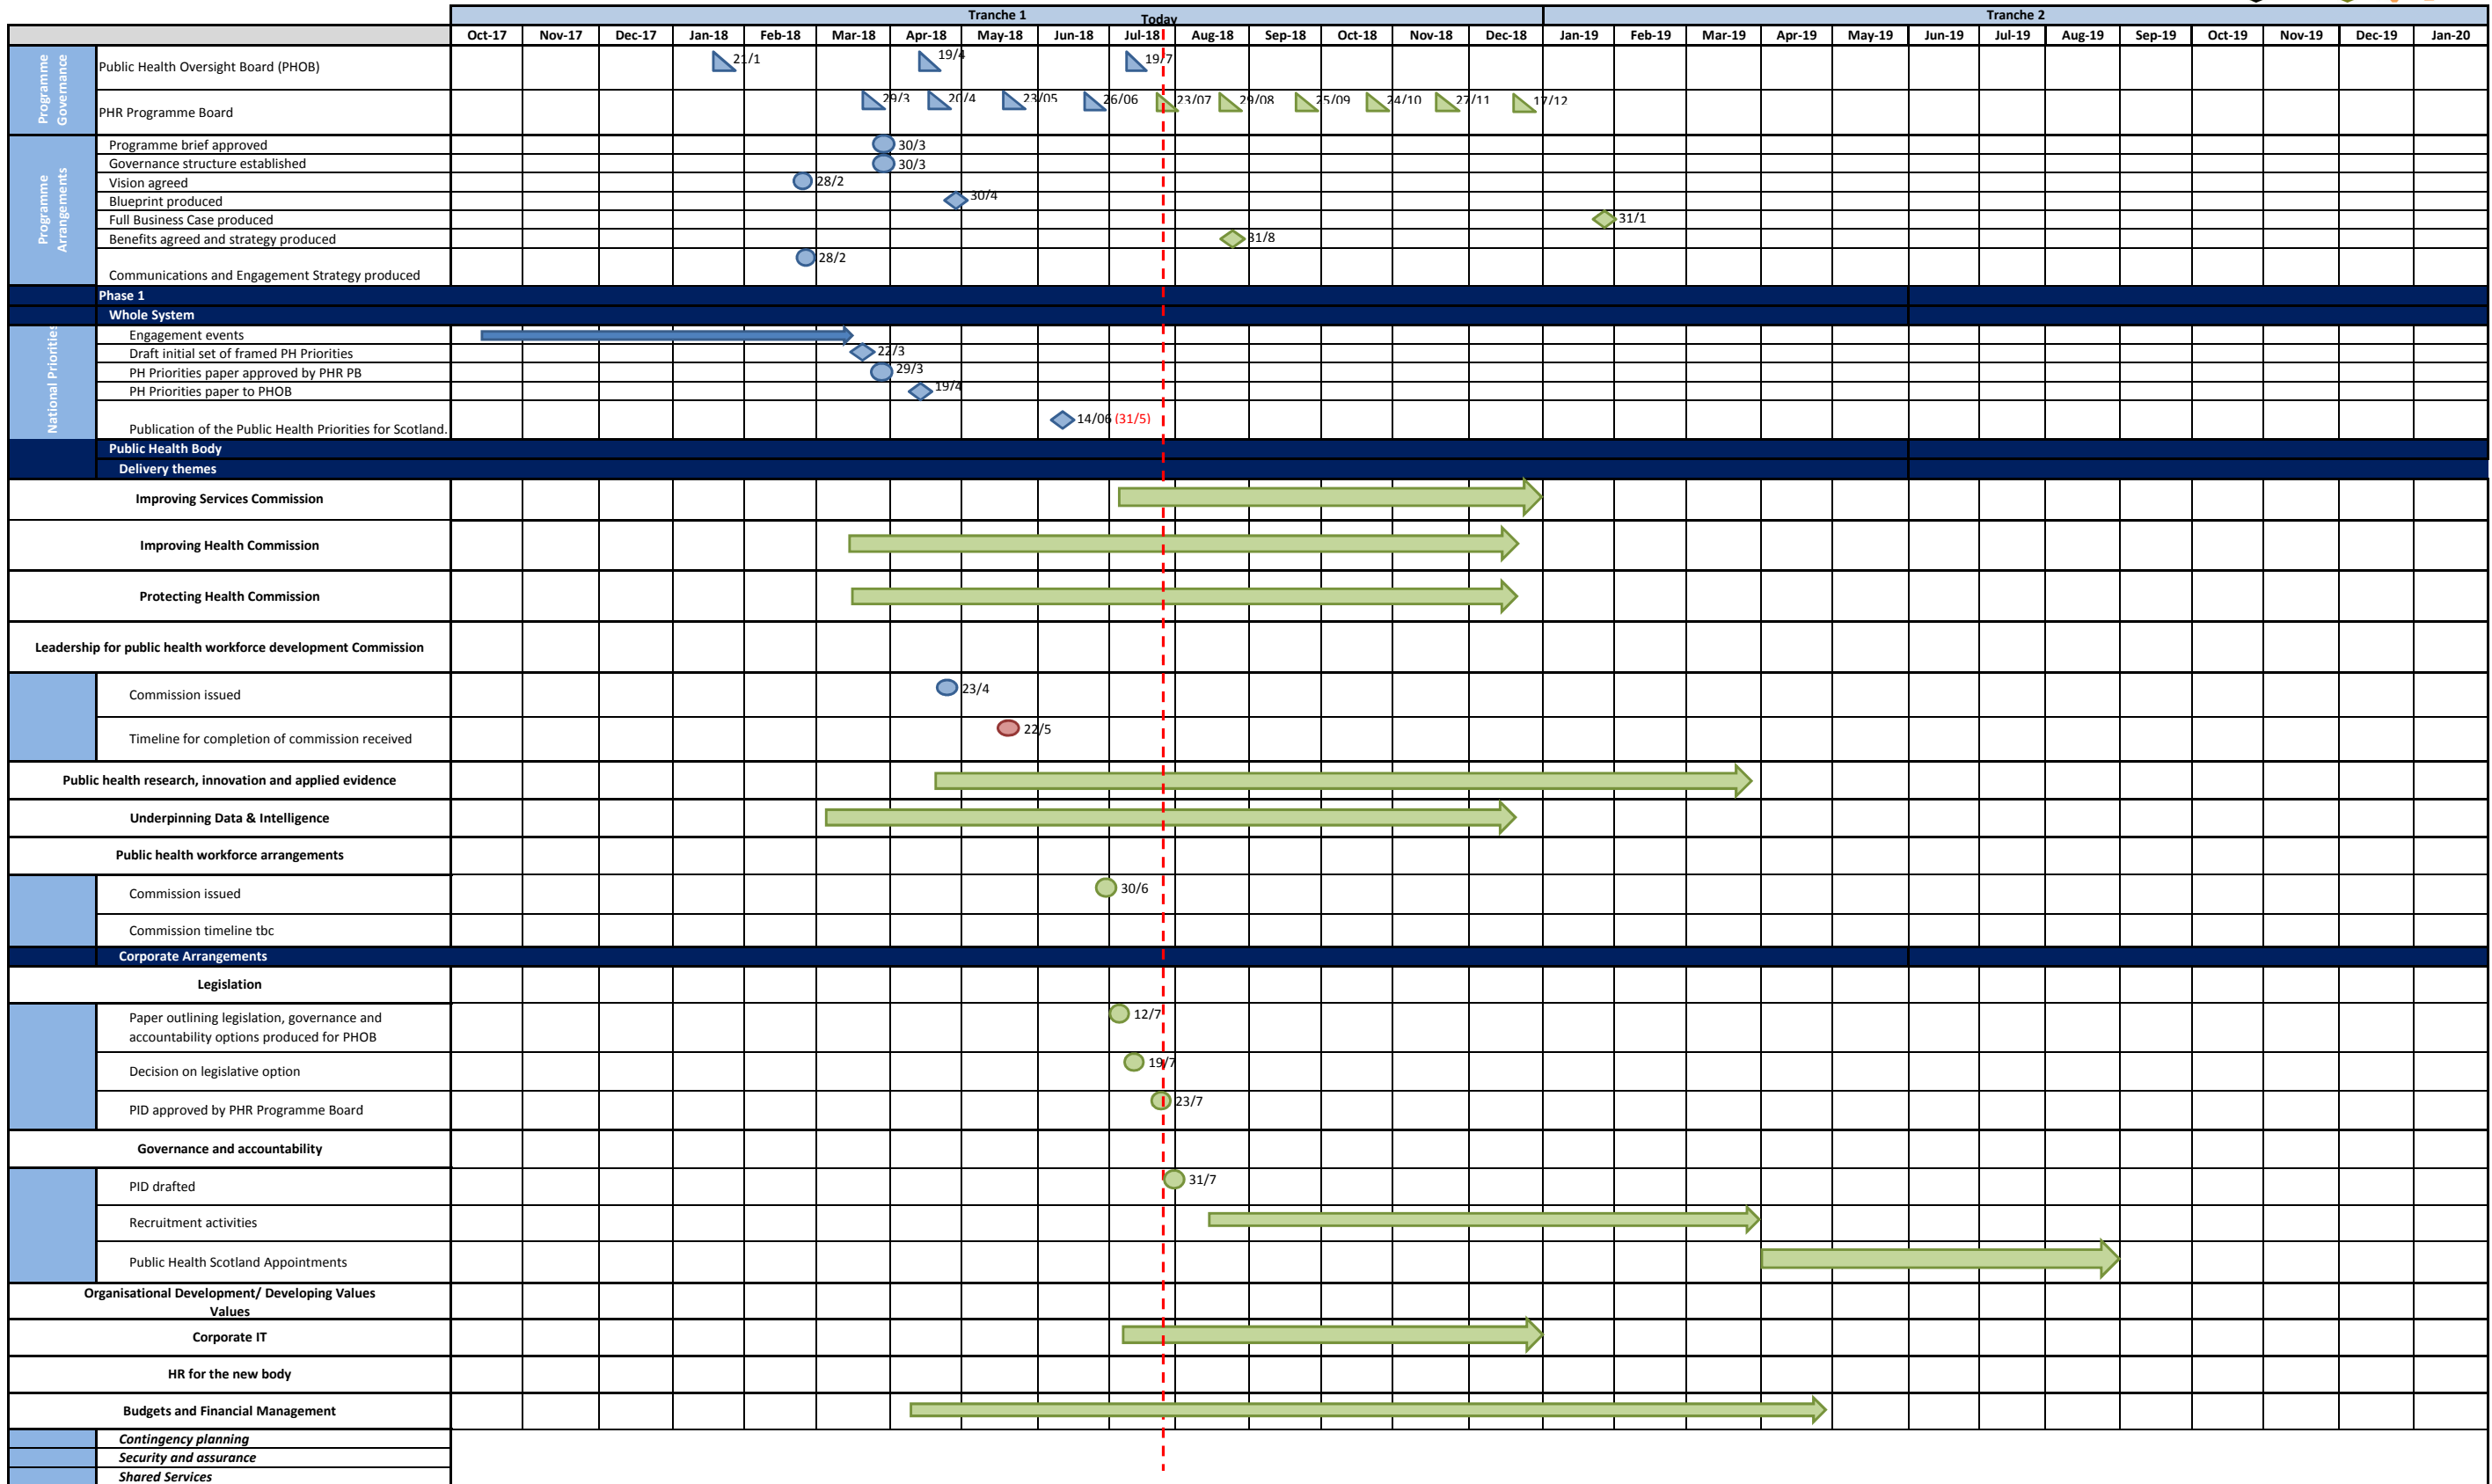 Tranche 1 Today Tranche 2
Oct-17 Nov-17 Dec-17 Jan-18 Feb-18 Mar-18 Apr-18 May-18 Jun-18 Jul-18 Aug-18 Sep-18 Oct-18 Nov-18 Dec-18 Jan-19 Feb-19 Mar-19 Apr-19 May-19 Jun-19 Jul-19 Aug-19 Sep-19 Oct-19 Nov-19 Dec-19 Jan-20
Programme
Governance
Public Health Oversight Board (PHOB) 21/1 19/4 19/7
PHR Programme Board 29/3 20/4 23/05 26/06 23/07 29/08 25/09 24/10 27/11 17/12
Programme
Arrangements
Programme brief approved 30/3
Governance structure established 30/3
Vision agreed 28/2
Blueprint produced 30/4
Full Business Case produced 31/1
Benefits agreed and strategy produced 31/8
Communications and Engagement Strategy produced 28/2
Phase 1
Whole System
National Priorities
Engagement events
Draft initial set of framed PH Priorities 22/3
PH Priorities paper approved by PHR PB 29/3
PH Priorities paper to PHOB 19/4
Publication of the Public Health Priorities for Scotland. 14/06 (31/5)
Public Health Body
Delivery themes
Improving Services Commission
Improving Health Commission
Protecting Health Commission
Leadership for public health workforce development Commission
Commission issued 23/4
Timeline for completion of commission received 22/5
Public health research, innovation and applied evidence
Underpinning Data & Intelligence
Public health workforce arrangements
Commission issued 30/6
Commission timeline tbc
Corporate Arrangements
Legislation
Paper outlining legislation, governance and
accountability options produced for PHOB 12/7
Decision on legislative option 19/7
PID approved by PHR Programme Board 23/7
Governance and accountability
PID drafted 31/7
Recruitment activities
Public Health Scotland Appointments
Organisational Development/ Developing Values
Values
Corporate IT
HR for the new body
Budgets and Financial Management
Contingency planning
Security and assurance
Shared Services